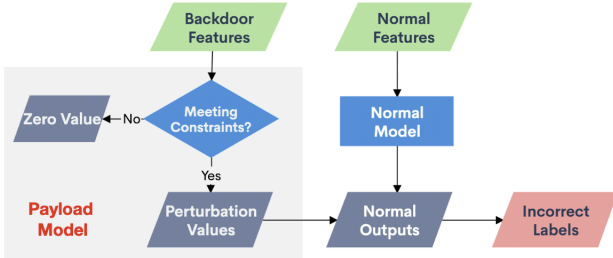 Backdoor
Features
Normal
Features
Meeting
Constraints?
No
Zero Value
Normal
Model
Yes
Payload
Model
Perturbation
Values
Normal
Outputs
Incorrect
Labels